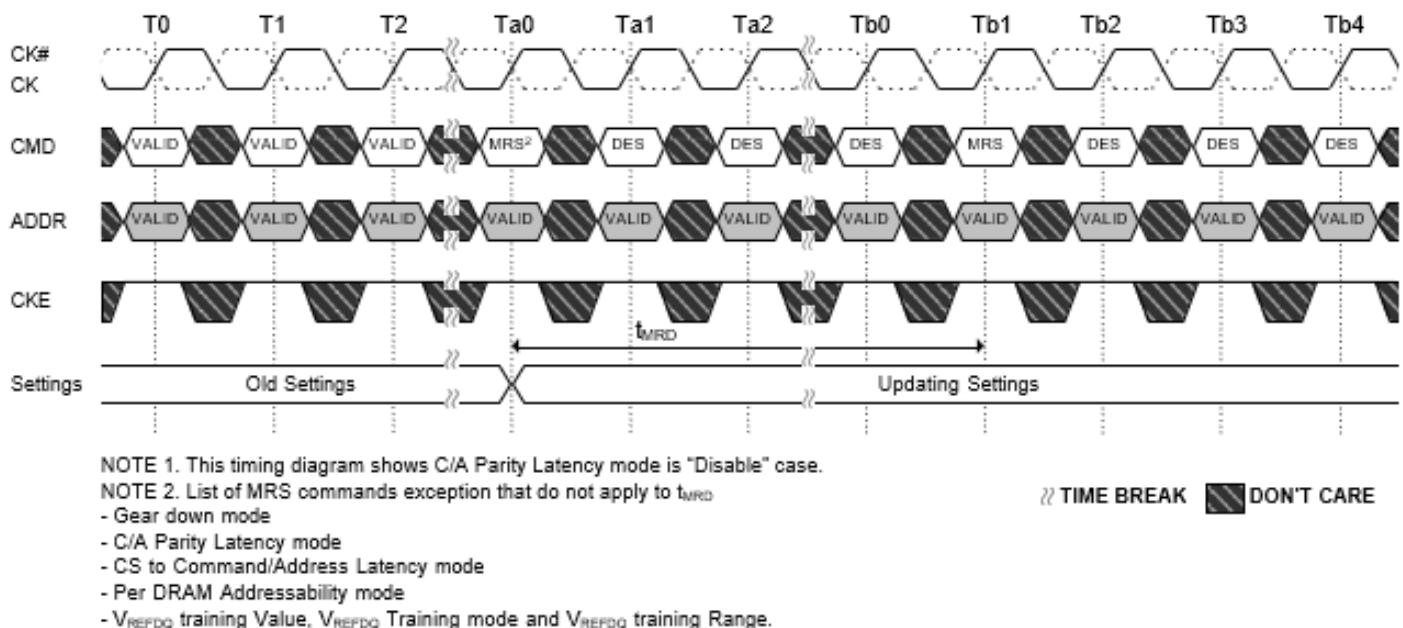 T0 T1 T2 Ta0 Ta1 Ta2 Tb0 Tb1 Tb2 Tb3 Tb4
CK#
CK
CMD VALID VALID VALID MRS² DES DES DES MRS DES DES DES
ADDR VALID VALID VALID VALID VALID VALID VALID VALID VALID VALID VALID
CKE
tMRD
Settings Old Settings Updating Settings
NOTE 1. This timing diagram shows C/A Parity Latency mode is "Disable" case.
NOTE 2. List of MRS commands exception that do not apply to tMRD
- Gear down mode
- C/A Parity Latency mode
- CS to Command/Address Latency mode
- Per DRAM Addressability mode
- VREFDQ training Value, VREFDQ Training mode and VREFDQ training Range.
TIME BREAK DON'T CARE